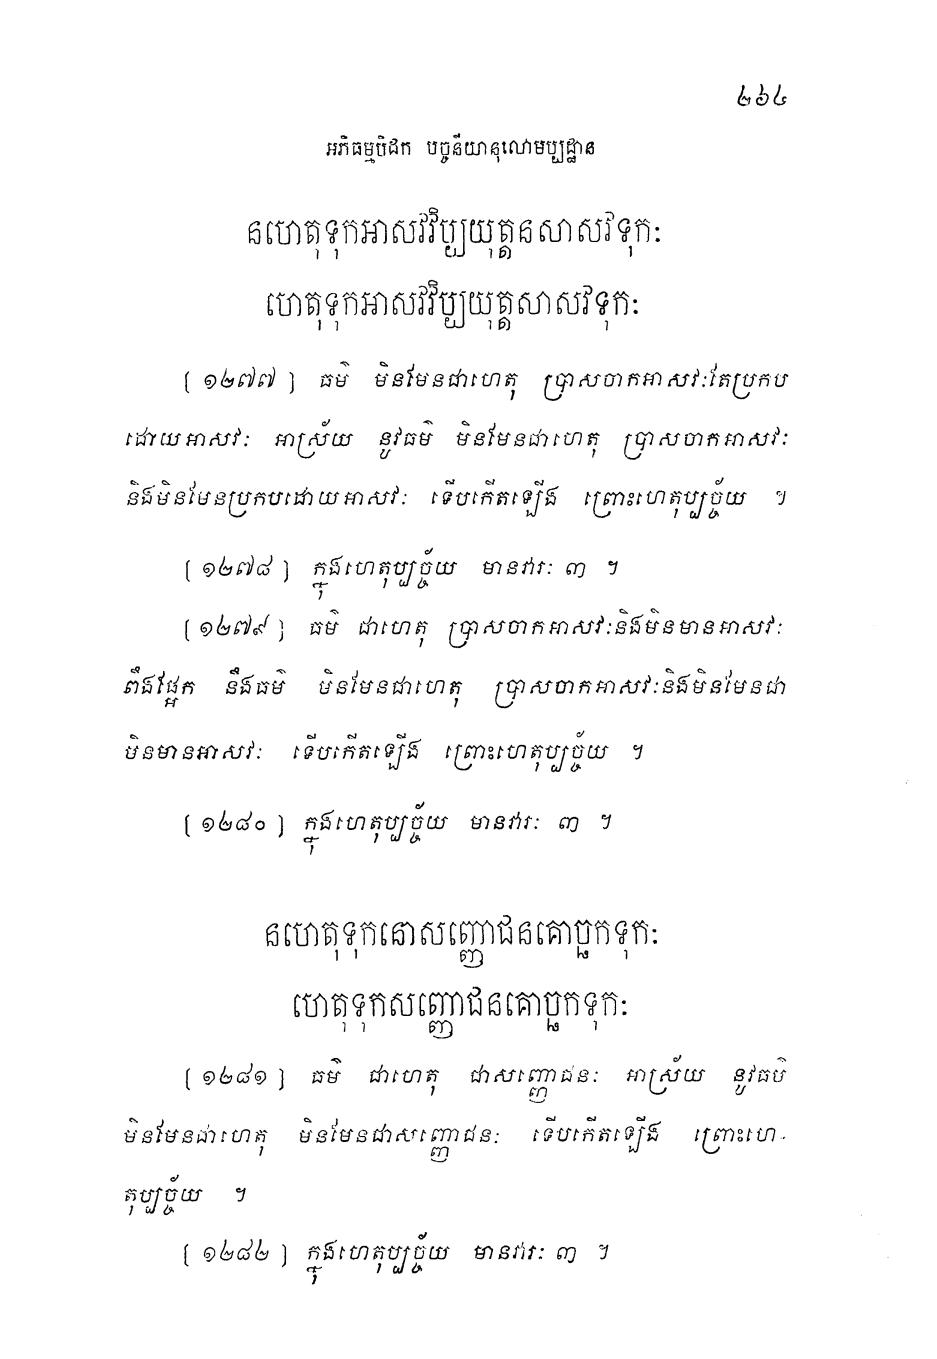 ២៦៤
អភិធម្មបិដក បច្ចនីយានុលោមប្បដ្ឋាន
នហេតុទុកអាសវវិប្បយុត្តនសាសវទុកៈ
ហេតុទុកអាសវវិប្បយុត្តសាសវទុកៈ
[ ១២៧៧ ] ធម៌ មិនមែនជាហេតុ ប្រាសចាកអាសវៈតែប្រកប
ដោយអាសវៈ អាស្រ័យ នូវធម៌ មិនមែនជាហេតុ ប្រាសចាកអាសវៈ
និងមិនមែនប្រកបដោយអាសវៈ ទើបកើតឡើង ព្រោះហេតុប្បច្ច័យ ។
[ ១២៧៨ ] ក្នុងហេតុប្បច្ច័យ មានវារៈ ៣ ។
[ ១២៧៩ ] ធម៌ ជាហេតុ ប្រាសចាកអាសវៈនិងមិនមានអាសវៈ
ពឹងផ្អែក នឹងធម៌ មិនមែនជាហេតុ ប្រាសចាកអាសវៈនិងមិនមែនជា
មិនមានអាសវៈ ទើបកើតឡើង ព្រោះហេតុប្បច្ច័យ ។
[ ១២៨០ ] ក្នុងហេតុប្បច្ច័យ មានវារៈ ៣ ។
នហេតុទុកនោសញ្ញោជនគោច្ឆកទុកៈ
ហេតុទុកសញ្ញោជនគោច្ឆកទុកៈ
[ ១២៨១ ] ធម៌ ជាហេតុ ជាសញ្ញោជនៈ អាស្រ័យ នូវធម៌
មិនមែនជាហេតុ មិនមែនជាសញ្ញោជនៈ ទើបកើតឡើង ព្រោះហេ-
តុប្បច្ច័យ ។
[ ១២៨២ ] ក្នុងហេតុប្បច្ច័យ មានវារៈ ៣ ។